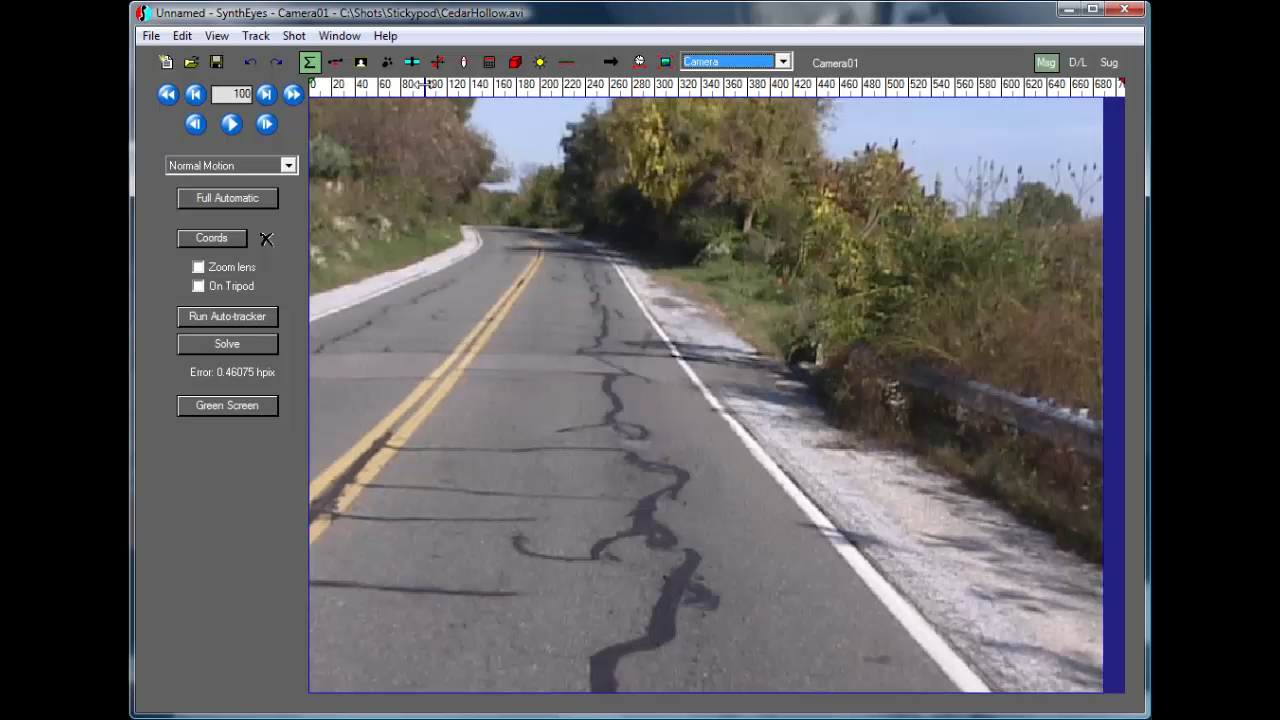 Unnamed - SynthEyes - Camera01 - C:\Shots\Stickypod\CedarHollow.avi
File Edit View Track Shot Window Help
Camera Camera01 Msg D/L Sug
100
0 20 40 60 80 100 120 140 160 180 200 220 240 260 280 300 320 340 360 380 400 420 440 460 480 500 520 540 560 580 600 620 640 660 680
Normal Motion
Full Automatic
Coords
Zoom lens
On Tripod
Run Auto-tracker
Solve
Error: 0.46075 hpix
Green Screen